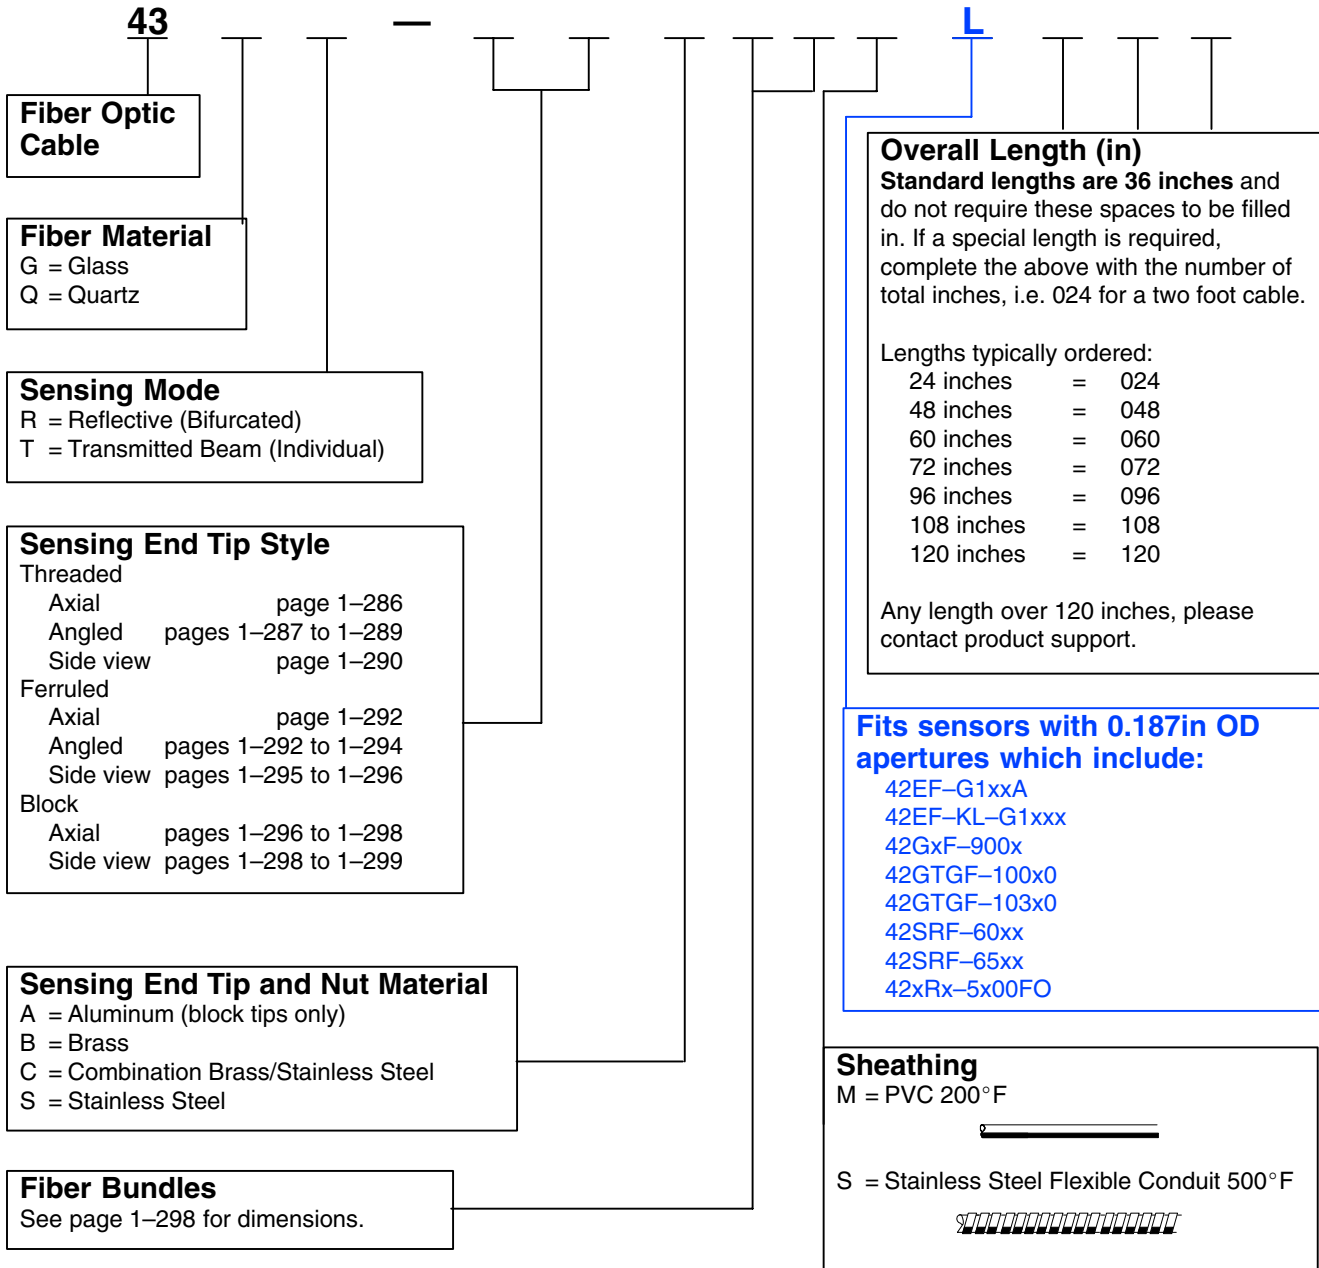 43 — L
Fiber Optic
Cable
Fiber Material
G = Glass
Q = Quartz
Sensing Mode
R = Reflective (Bifurcated)
T = Transmitted Beam (Individual)
Sensing End Tip Style
Threaded
Axial page 1–286
Angled pages 1–287 to 1–289
Side view page 1–290
Ferruled
Axial page 1–292
Angled pages 1–292 to 1–294
Side view pages 1–295 to 1–296
Block
Axial pages 1–296 to 1–298
Side view pages 1–298 to 1–299
Sensing End Tip and Nut Material
A = Aluminum (block tips only)
B = Brass
C = Combination Brass/Stainless Steel
S = Stainless Steel
Fiber Bundles
See page 1–298 for dimensions.
Overall Length (in)
Standard lengths are 36 inches and
do not require these spaces to be filled
in. If a special length is required,
complete the above with the number of
total inches, i.e. 024 for a two foot cable.
Lengths typically ordered:
24 inches = 024
48 inches = 048
60 inches = 060
72 inches = 072
96 inches = 096
108 inches = 108
120 inches = 120
Any length over 120 inches, please
contact product support.
Fits sensors with 0.187in OD
apertures which include:
42EF–G1xxA
42EF–KL–G1xxx
42GxF–900x
42GTGF–100x0
42GTGF–103x0
42SRF–60xx
42SRF–65xx
42xRx–5x00FO
Sheathing
M = PVC 200°F
S = Stainless Steel Flexible Conduit 500°F